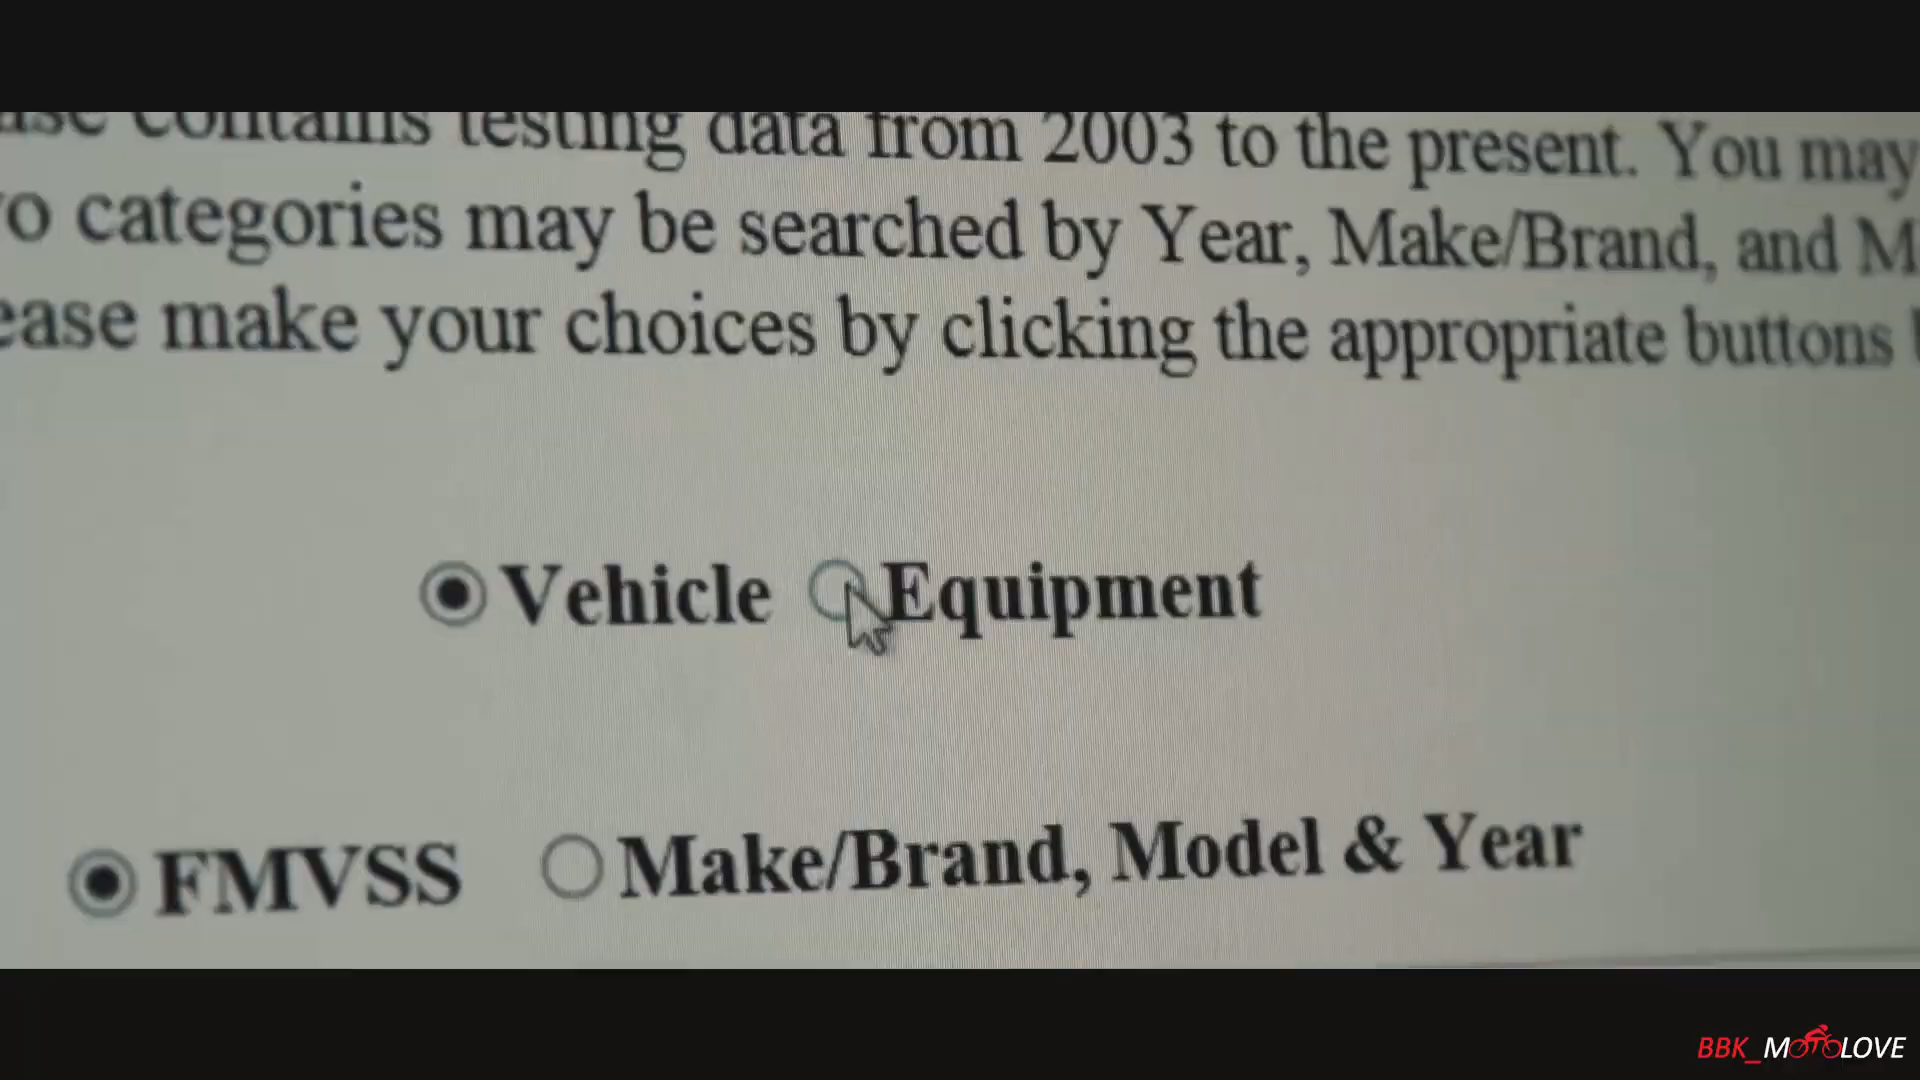 contains testing data from 2003 to the present. You may
categories may be searched by Year, Make/Brand, and
make your choices by clicking the appropriate buttons
Vehicle Equipment
FMVSS Make/Brand, Model & Year
BBK_MOTOLOVE